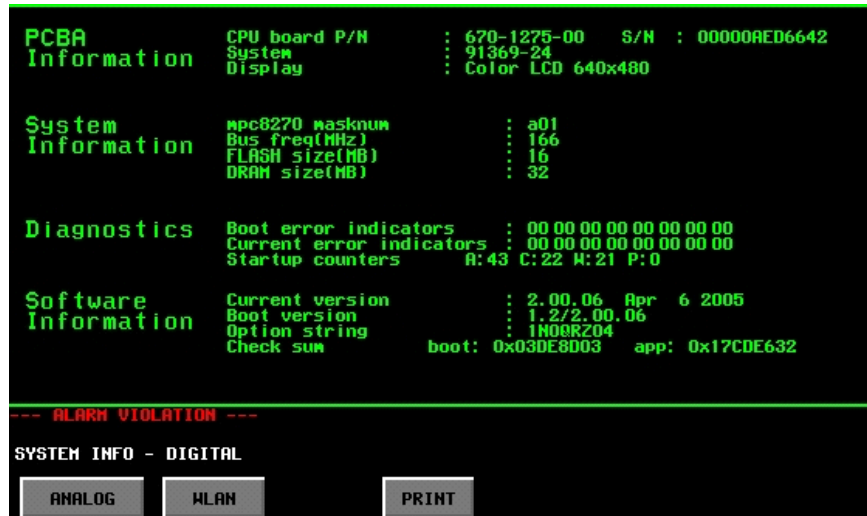 PCBA Information
CPU board P/N : 670-1275-00 S/N : 00000AED6642
System : 91369-24
Display : Color LCD 640x480
System Information
mpc8270 masknum : a01
Bus freq(MHz) : 166
FLASH size(MB) : 16
DRAM size(MB) : 32
Diagnostics
Boot error indicators : 00 00 00 00 00 00 00 00
Current error indicators : 00 00 00 00 00 00 00 00
Startup counters A:43 C:22 W:21 P:0
Software Information
Current version : 2.00.06 Apr 6 2005
Boot version : 1.2/2.00.06
Option string : 1NOQRZ04
Check sum boot: 0x03DE8D03 app: 0x17CDE632
--- ALARM VIOLATION ---
SYSTEM INFO - DIGITAL
ANALOG WLAN PRINT